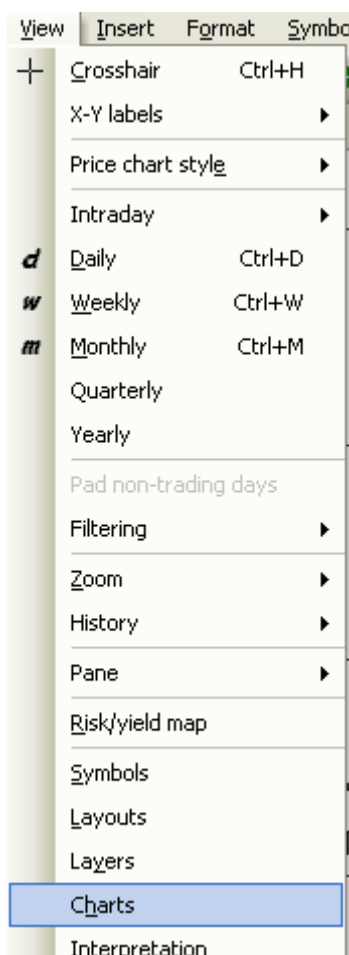 View Insert Format Symbo
Crosshair Ctrl+H
X-Y labels
Price chart style
Intraday
d Daily Ctrl+D
w Weekly Ctrl+W
m Monthly Ctrl+M
Quarterly
Yearly
Pad non-trading days
Filtering
Zoom
History
Pane
Risk/yield map
Symbols
Layouts
Layers
Charts
Interpretation